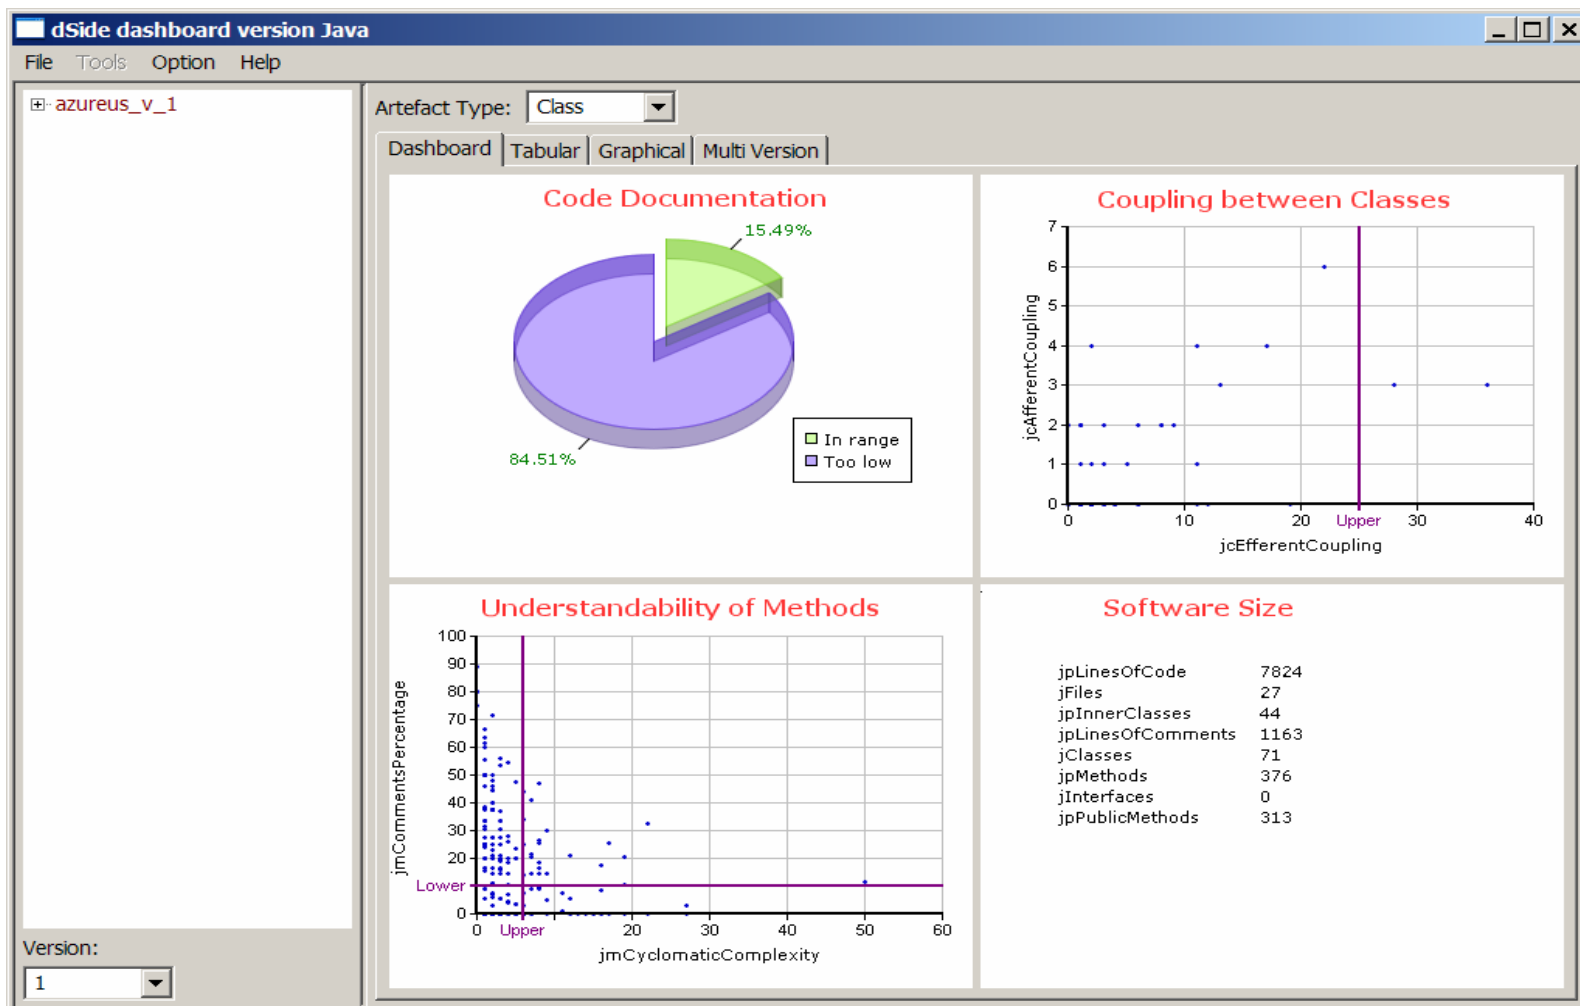 dSide dashboard version Java
File Tools Option Help
azureus_v_1
Artefact Type: Class
Dashboard Tabular Graphical Multi Version
Code Documentation
15.49%
84.51%
In range
Too low
Coupling between Classes
jcAfferentCoupling
7
6
5
4
3
2
1
0
0 10 20 Upper 30 40
jcEfferentCoupling
Understandability of Methods
jmCommentsPercentage
100
90
80
70
60
50
40
30
20
Lower
0
0 Upper 20 30 40 50 60
jmCyclomaticComplexity
Software Size
jpLinesOfCode 7824
jFiles 27
jpInnerClasses 44
jpLinesOfComments 1163
jClasses 71
jpMethods 376
jInterfaces 0
jpPublicMethods 313
Version:
1